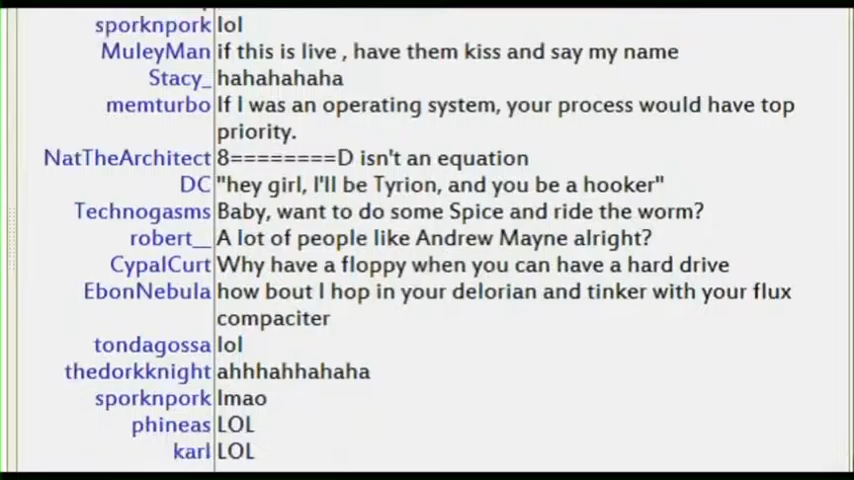 sporknpork lol
MuleyMan if this is live , have them kiss and say my name
Stacy_ hahahahaha
memturbo If I was an operating system, your process would have top
priority.
NatTheArchitect 8========D isn't an equation
DC "hey girl, I'll be Tyrion, and you be a hooker"
Technogasms Baby, want to do some Spice and ride the worm?
robert__ A lot of people like Andrew Mayne alright?
CypalCurt Why have a floppy when you can have a hard drive
EbonNebula how bout I hop in your delorian and tinker with your flux
compaciter
tondagossa lol
thedorkknight ahhhahhahaha
sporknpork lmao
phineas LOL
karl LOL